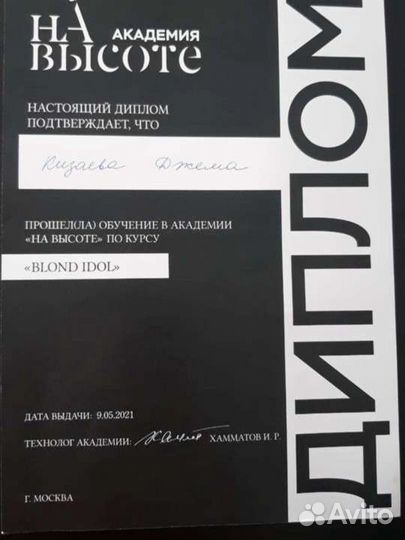 НА ВЫСОТЕ АКАДЕМИЯ
НАСТОЯЩИЙ ДИПЛОМ
ПОДТВЕРЖДАЕТ, ЧТО
Кизаева Джема
ПРОШЕЛ(ЛА) ОБУЧЕНИЕ В АКАДЕМИИ
«НА ВЫСОТЕ» ПО КУРСУ
«BLOND IDOL»
ДАТА ВЫДАЧИ: 9.05.2021
ТЕХНОЛОГ АКАДЕМИИ: ХАММАТОВ И. Р.
Г. МОСКВА
ДИПЛОМ
Avito